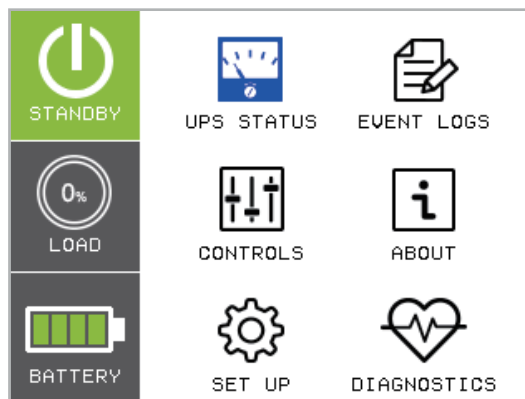 STANDBY
UPS STATUS
EVENT LOGS
0%
LOAD
CONTROLS
ABOUT
BATTERY
SET UP
DIAGNOSTICS